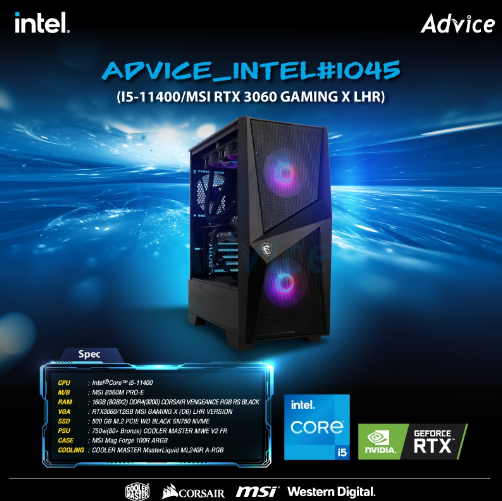 intel.
Advice
ADVICE_INTEL#1045
(I5-11400/MSI RTX 3060 GAMING X LHR)
Spec
CPU : Intel®Core™ i5-11400
M/B : MSI B560M PRO-E
RAM : 16GB (8GBX2) DDR4(3200) CORSAIR VENGEANCE RGB RS BLACK
VGA : RTX3060/12GB MSI GAMING X (D6) LHR VERSION
SSD : 500 GB M.2 PCIE WD BLACK SN750 NVME
PSU : 750w(80+ Bronze) COOLER MASTER MWE V2 FR
CASE : MSI Mag Forge 100R ARGB
COOLING : COOLER MASTER MasterLiquid ML240R A-RGB
intel.
CORE
i5
NVIDIA.
GEFORCE
RTX
COOLER MASTER
CORSAIR
msi
Western Digital.